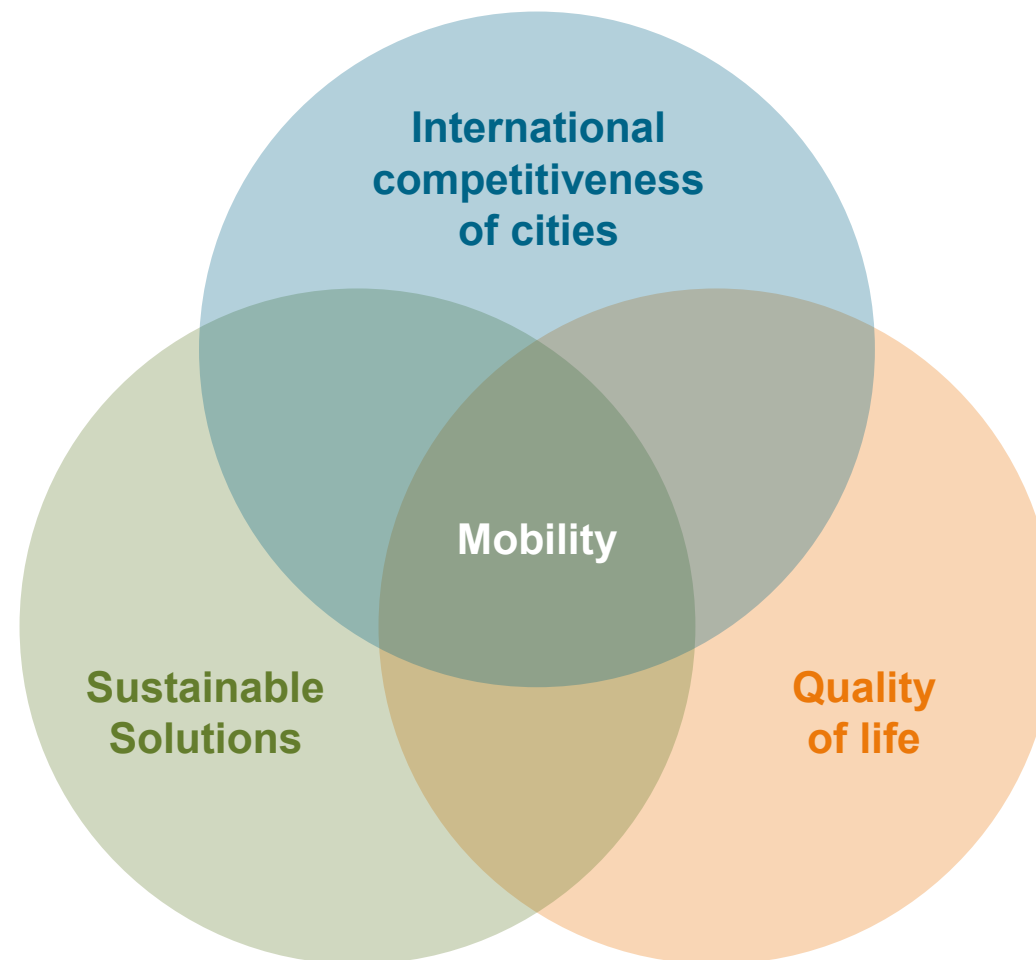 International
competitiveness
of cities
Mobility
Sustainable
Solutions
Quality
of life